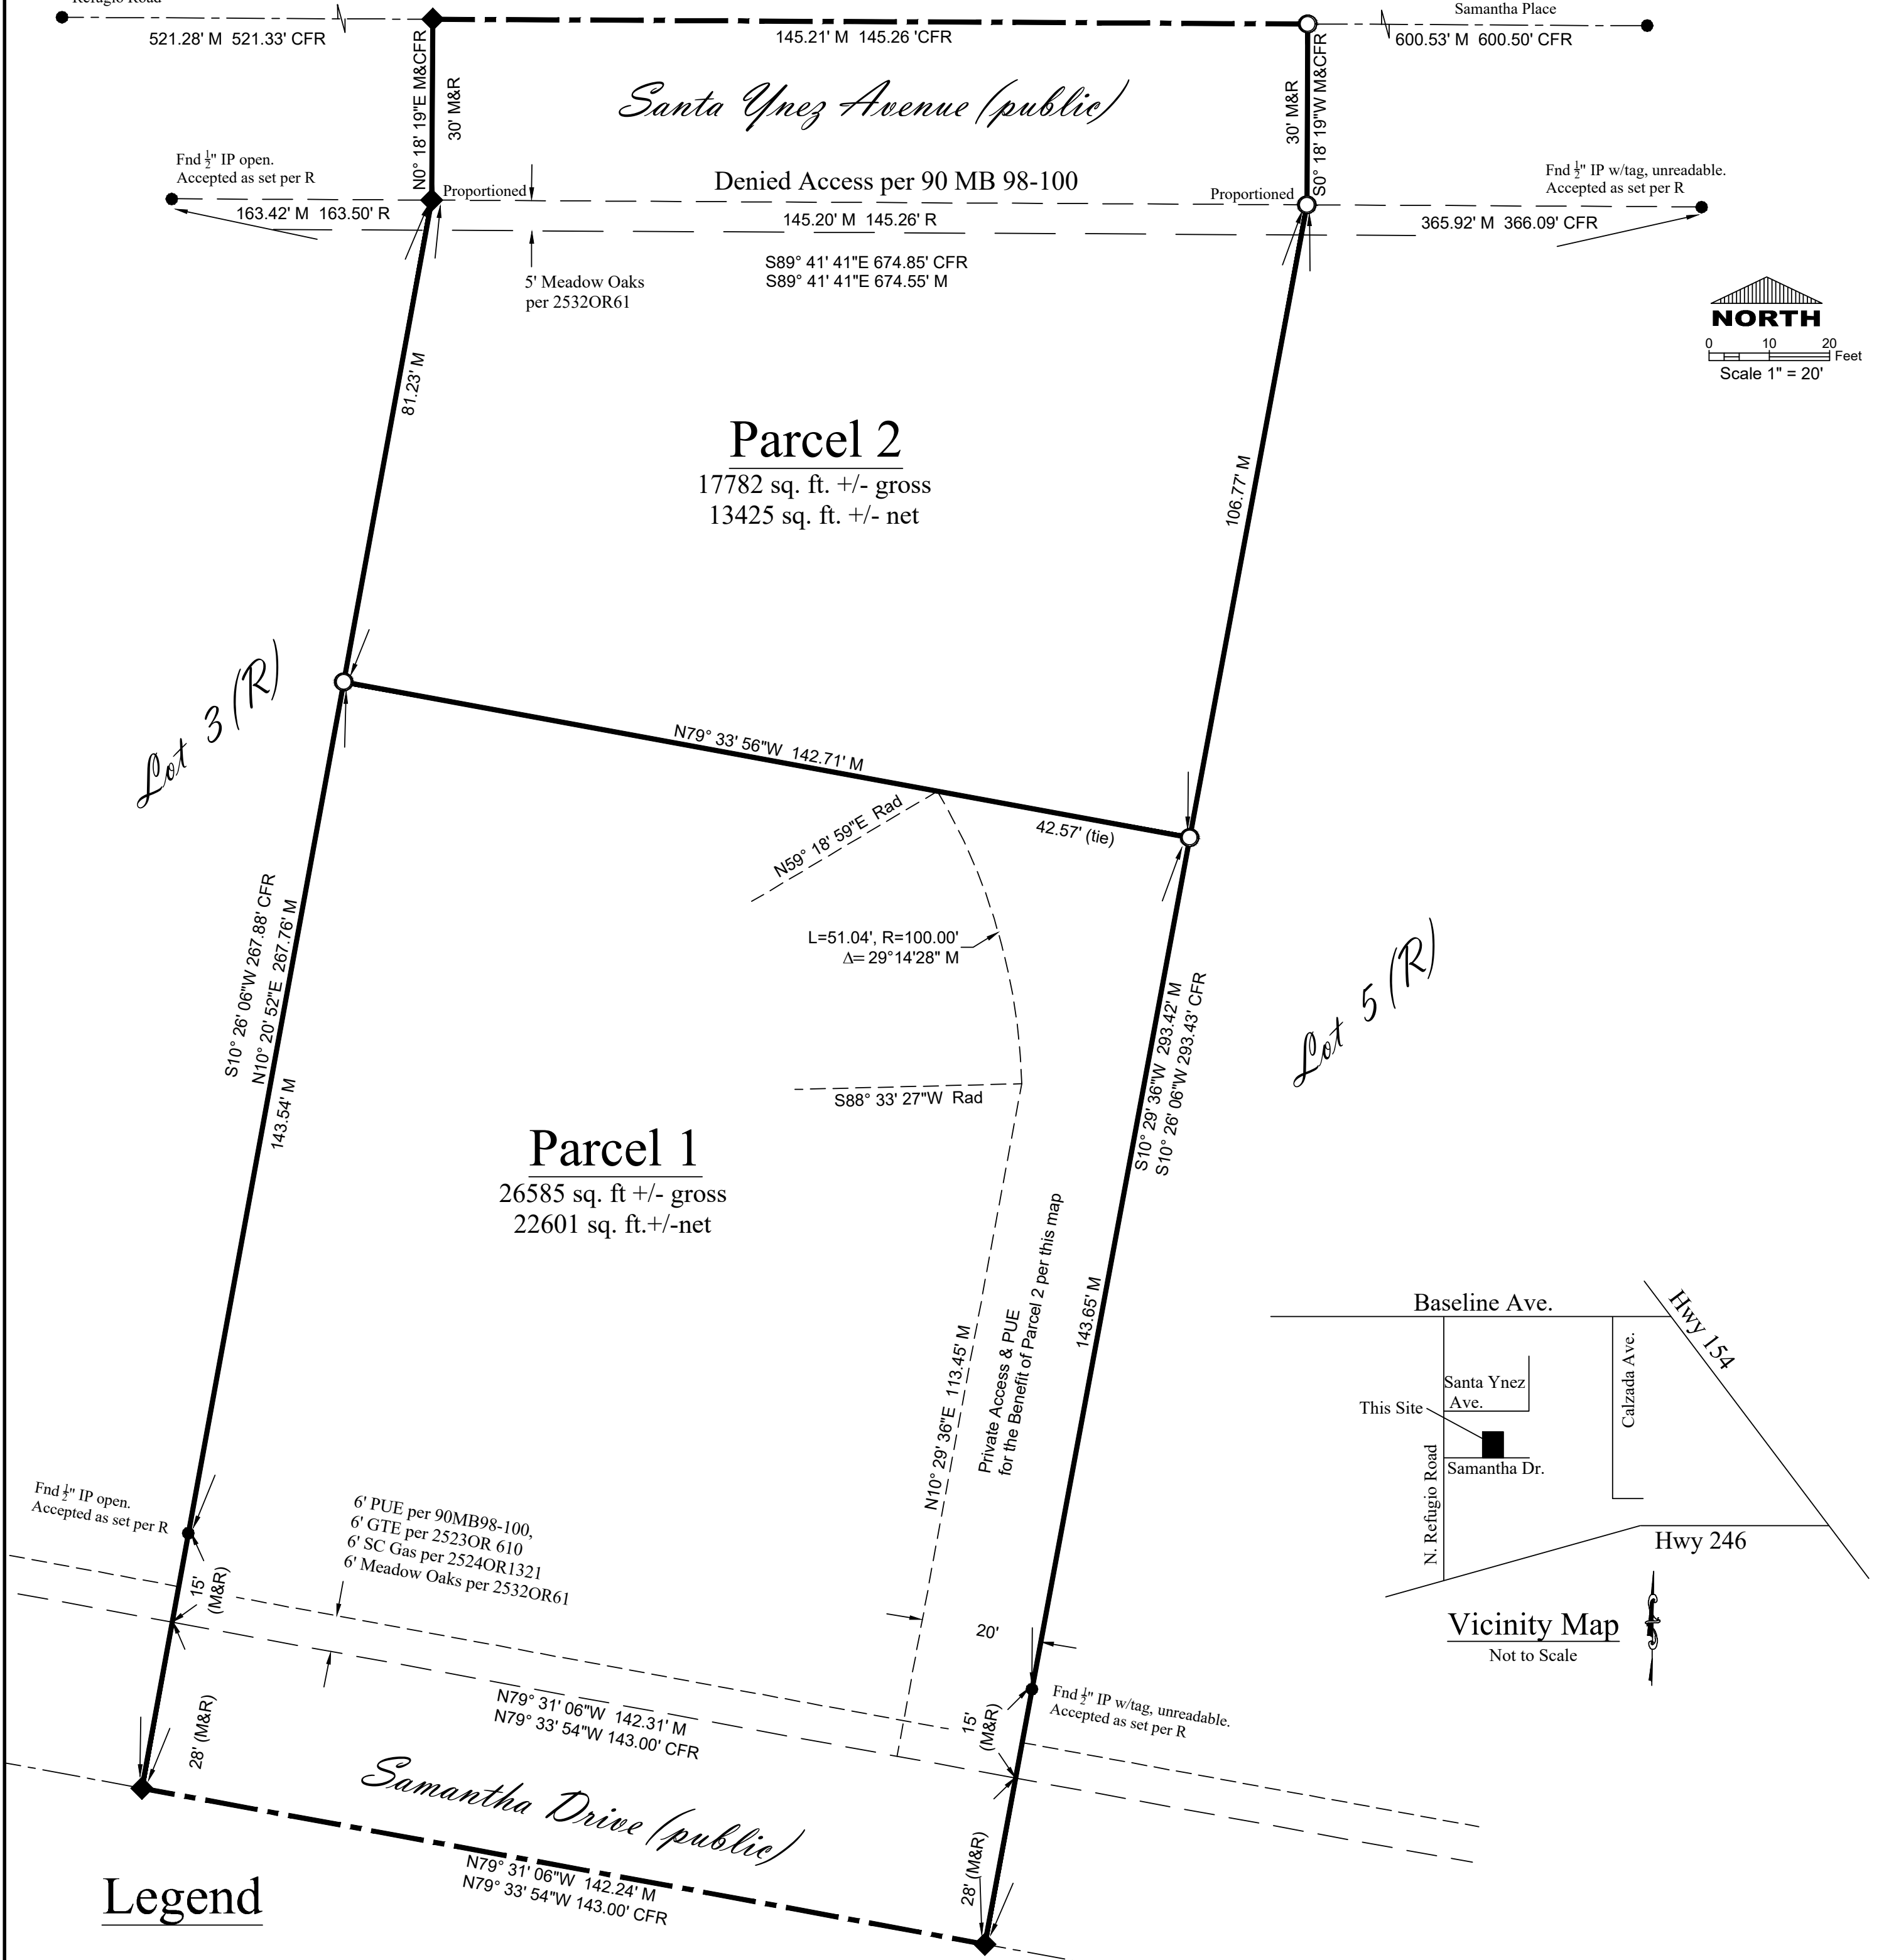 Refugio Road
Samantha Place
521.28' M  521.33' CFR
145.21' M  145.26 'CFR
600.53' M  600.50' CFR
N0° 18' 19"E M&CFR
30' M&R
Santa Ynez Avenue (public)
30' M&R
S0° 18' 19"W M&CFR
Fnd 1/2" IP open.
Accepted as set per R
Proportioned
Denied Access per 90 MB 98-100
Proportioned
Fnd 1/2" IP w/tag, unreadable.
Accepted as set per R
163.42' M  163.50' R
145.20' M  145.26' R
365.92' M  366.09' CFR
S89° 41' 41"E 674.85' CFR
S89° 41' 41"E 674.55' M
5' Meadow Oaks
per 2532OR61
NORTH
0 10 20
Feet
Scale 1" = 20'
81.23' M
Parcel 2
17782 sq. ft. +/- gross
13425 sq. ft. +/- net
106.77' M
Lot 3 (R)
N79° 33' 56"W  142.71' M
42.57' (tie)
N59° 18' 59"E  Rad
L=51.04', R=100.00'
Δ= 29°14'28" M
S10° 26' 06"W 267.88' CFR
N10° 20' 52"E  267.76' M
143.54' M
S88° 33' 27"W  Rad
S10° 29' 36"W  293.42' M
S10° 26' 06"W 293.43' CFR
Lot 5 (R)
Parcel 1
26585 sq. ft +/- gross
22601 sq. ft.+/-net
N10° 29' 36"E  113.45' M
Private Access & PUE
for the Benefit of Parcel 2 per this map
143.65' M
Baseline Ave.
Hwy 154
Santa Ynez
Ave.
Calzada Ave.
This Site
N. Refugio Road
Samantha Dr.
Hwy 246
Vicinity Map
Not to Scale
Fnd 1/2" IP open.
Accepted as set per R
6' PUE per 90MB98-100,
6' GTE per 2523OR 610
6' SC Gas per 2524OR1321
6' Meadow Oaks per 2532OR61
15'
(M&R)
20'
Fnd 1/2" IP w/tag, unreadable.
Accepted as set per R
15'
(M&R)
28' (M&R)
N79° 31' 06"W  142.31' M
N79° 33' 54"W 143.00' CFR
Samantha Drive (public)
28' (M&R)
N79° 31' 06"W  142.24' M
N79° 33' 54"W 143.00' CFR
Legend